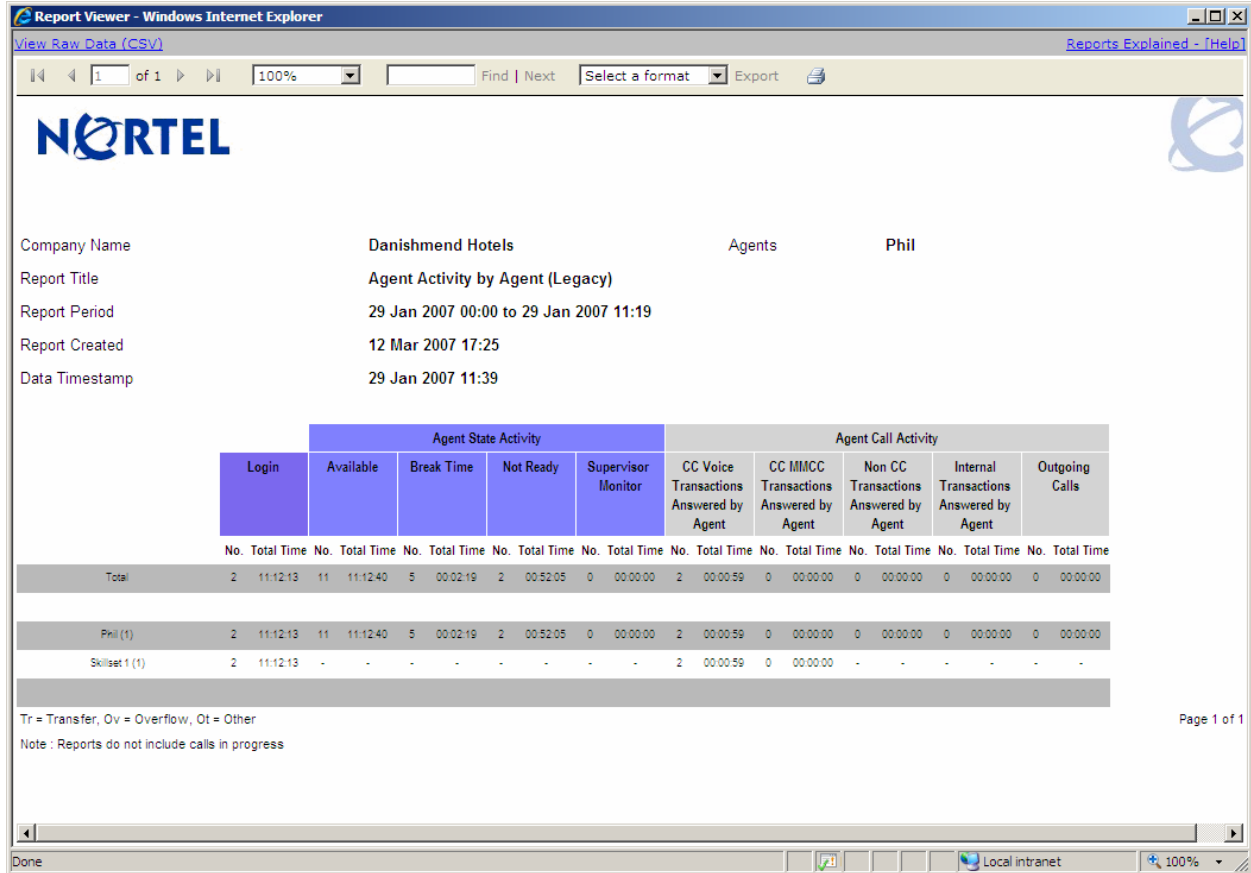 Report Viewer - Windows Internet Explorer
View Raw Data (CSV) Reports Explained - [Help]
1 of 1 100% Find | Next Select a format Export
NORTEL
Company Name Danishmend Hotels Agents Phil
Report Title Agent Activity by Agent (Legacy)
Report Period 29 Jan 2007 00:00 to 29 Jan 2007 11:19
Report Created 12 Mar 2007 17:25
Data Timestamp 29 Jan 2007 11:39
Agent State Activity Agent Call Activity
Login Available Break Time Not Ready Supervisor CC Voice CC MMCC Non CC Internal Outgoing
Monitor Transactions Transactions Transactions Transactions Calls
Answered by Answered by Answered by Answered by
Agent Agent Agent Agent
No. Total Time No. Total Time No. Total Time No. Total Time No. Total Time No. Total Time No. Total Time No. Total Time No. Total Time No. Total Time
Total 2 11:12:13 11 11:12:40 5 00:02:19 2 00:52:05 0 00:00:00 2 00:00:59 0 00:00:00 0 00:00:00 0 00:00:00 0 00:00:00
Phil (1) 2 11:12:13 11 11:12:40 5 00:02:19 2 00:52:05 0 00:00:00 2 00:00:59 0 00:00:00 0 00:00:00 0 00:00:00 0 00:00:00
Skillset 1 (1) 2 11:12:13 - - - - - - - - 2 00:00:59 0 00:00:00 - - - - - -
Tr = Transfer, Ov = Overflow, Ot = Other Page 1 of 1
Note : Reports do not include calls in progress
Done Local intranet 100%